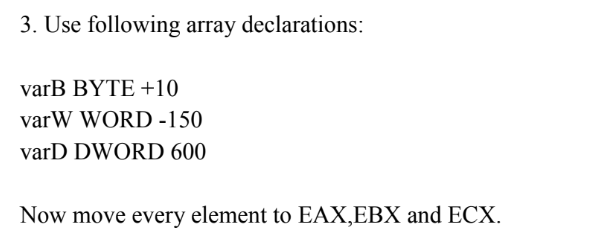 3. Use following array declarations:
varB BYTE +10
varW WORD -150
varD DWORD 600
Now move every element to EAX,EBX and ECX.